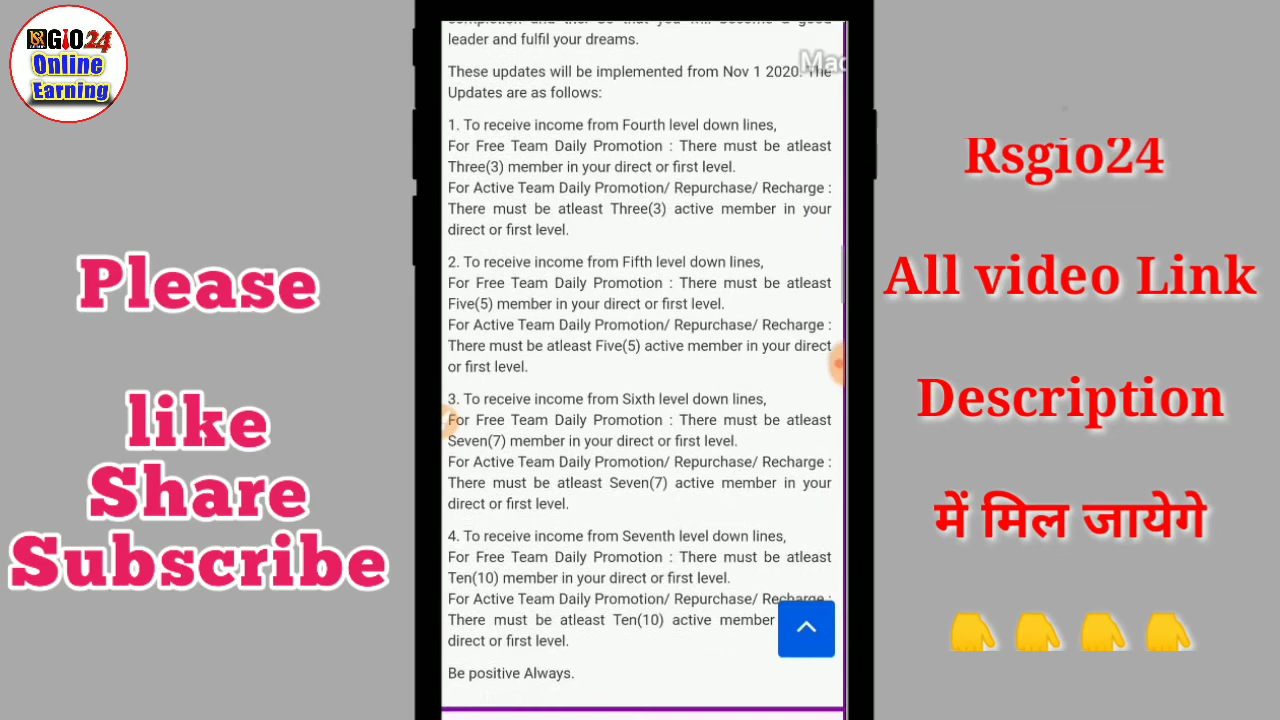 RSGIO24
Online
Earning
Please
like
Share
Subscribe
leader and fulfil your dreams.
These updates will be implemented from Nov 1 2020. The
Updates are as follows:
1. To receive income from Fourth level down lines,
For Free Team Daily Promotion : There must be atleast
Three(3) member in your direct or first level.
For Active Team Daily Promotion/ Repurchase/ Recharge :
There must be atleast Three(3) active member in your
direct or first level.
2. To receive income from Fifth level down lines,
For Free Team Daily Promotion : There must be atleast
Five(5) member in your direct or first level.
For Active Team Daily Promotion/ Repurchase/ Recharge :
There must be atleast Five(5) active member in your direct
or first level.
3. To receive income from Sixth level down lines,
For Free Team Daily Promotion : There must be atleast
Seven(7) member in your direct or first level.
For Active Team Daily Promotion/ Repurchase/ Recharge :
There must be atleast Seven(7) active member in your
direct or first level.
4. To receive income from Seventh level down lines,
For Free Team Daily Promotion : There must be atleast
Ten(10) member in your direct or first level.
For Active Team Daily Promotion/ Repurchase/ Recharge :
There must be atleast Ten(10) active member
direct or first level.
Be positive Always.
Rsgio24
All video Link
Description
में मिल जायेगे